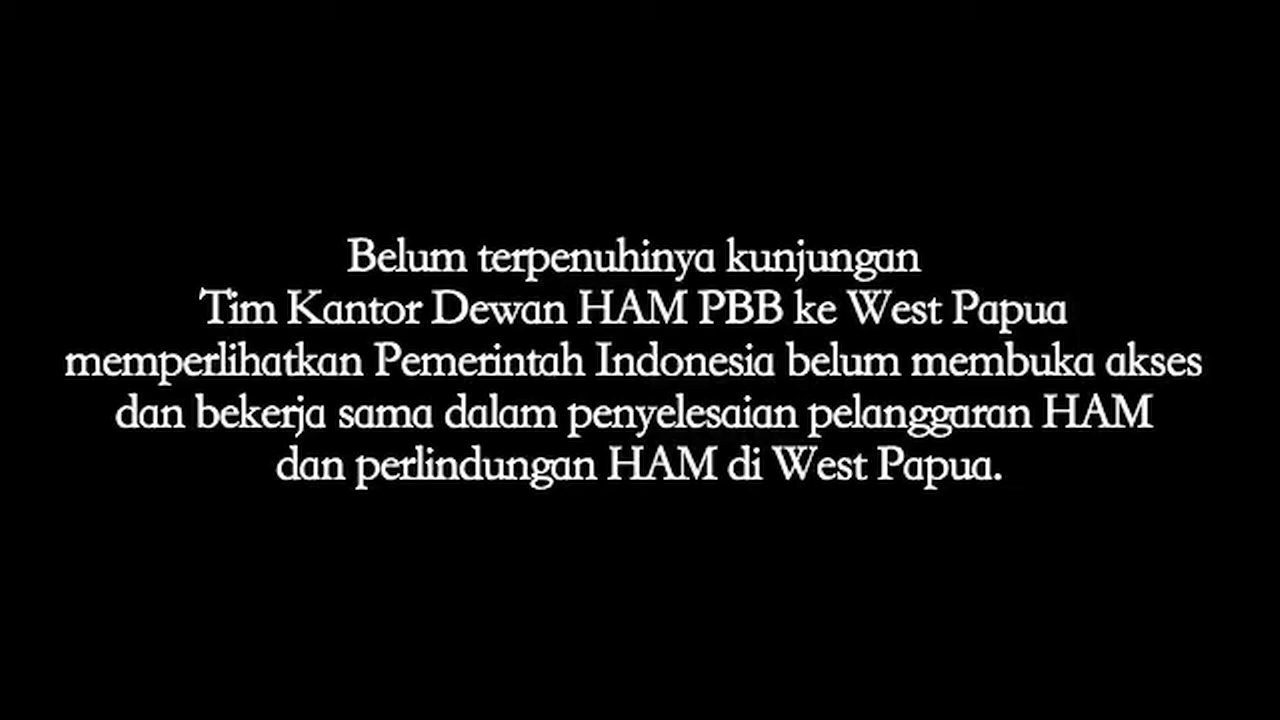 Belum terpenuhinya kunjungan
Tim Kantor Dewan HAM PBB ke West Papua
memperlihatkan Pemerintah Indonesia belum membuka akses
dan bekerja sama dalam penyelesaian pelanggaran HAM
dan perlindungan HAM di West Papua.